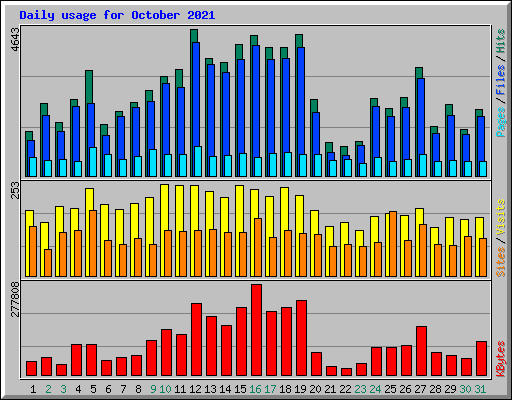 Daily usage for October 2021
4643
Pages / Files / Hits
253
Sites / Visits
277808
KBytes
1 2 3 4 5 6 7 8 9 10 11 12 13 14 15 16 17 18 19 20 21 22 23 24 25 26 27 28 29 30 31